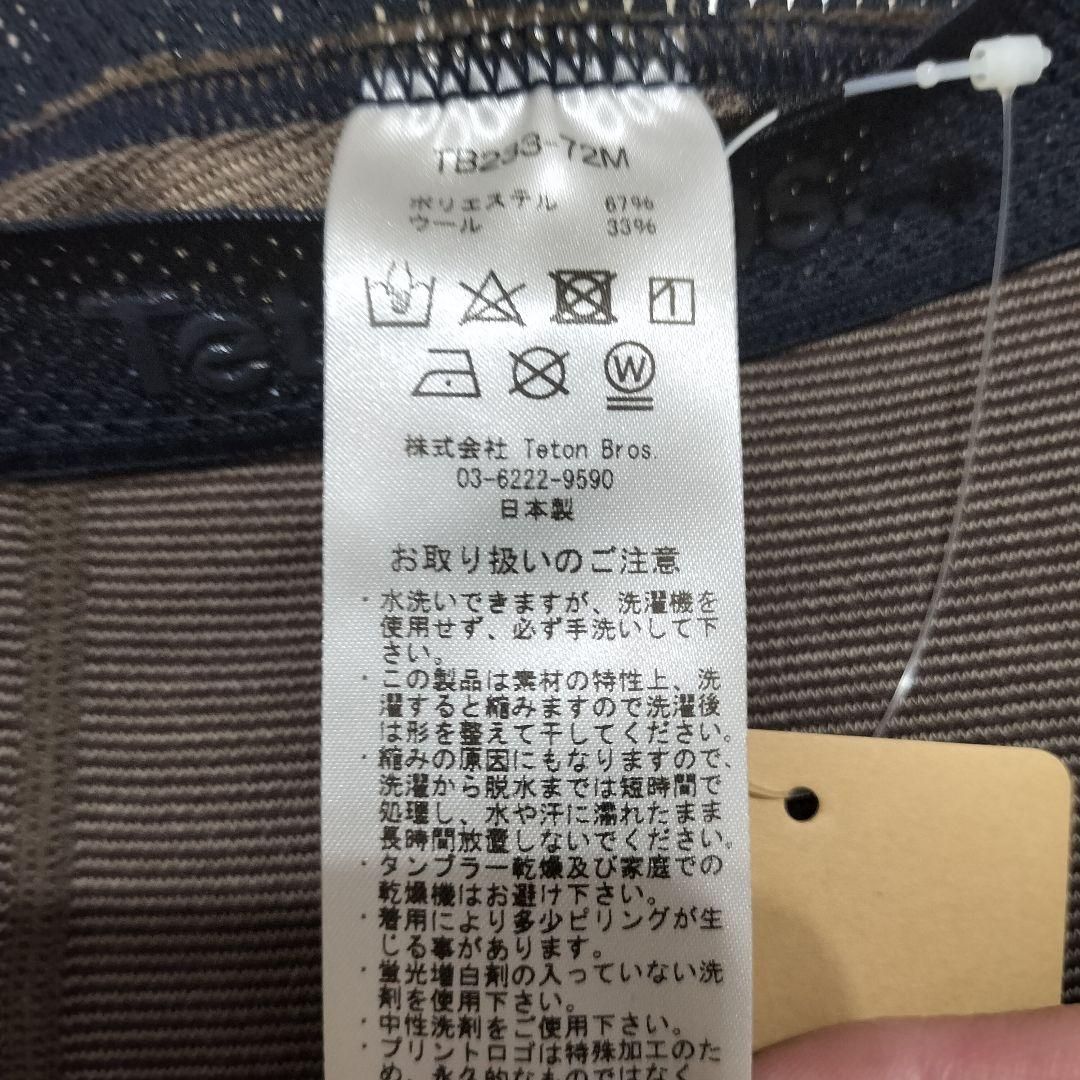 TB233-72M
ポリエステル 67%
ウール 33%
W
株式会社 Teton Bros.
03-6222-9590
日本製
お取り扱いのご注意
・水洗いできますが、洗濯機を
使用せず、必ず手洗いして下
さい。
・この製品は素材の特性上、洗
濯すると縮みますので洗濯後
は形を整えて干してください。
・縮みの原因にもなりますので、
洗濯から脱水までは短時間で
処理し、水や汗に濡れたまま
長時間放置しないでください。
・タンブラー乾燥及び家庭での
乾燥機はお避け下さい。
・着用により多少ピリングが生
じる事があります。
・蛍光増白剤の入っていない洗
剤を使用下さい。
・中性洗剤をご使用下さい。
・プリントロゴは特殊加工のた
め、永久的なものではなく